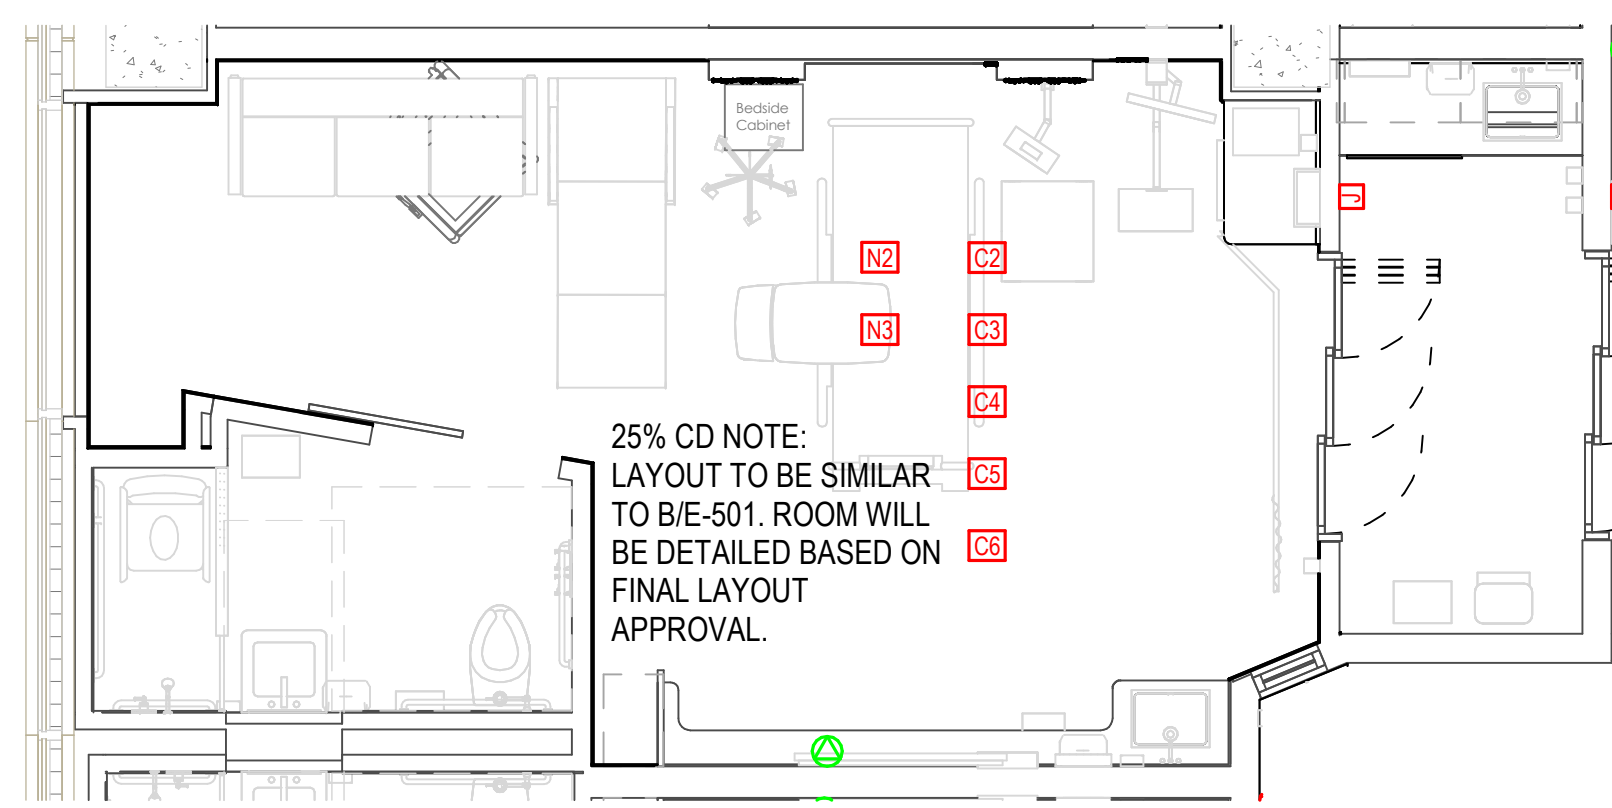 Bedside
Cabinet
J
N2
C2
N3
C3
C4
C5
C6
25% CD NOTE:
LAYOUT TO BE SIMILAR
TO B/E-501. ROOM WILL
BE DETAILED BASED ON
FINAL LAYOUT
APPROVAL.